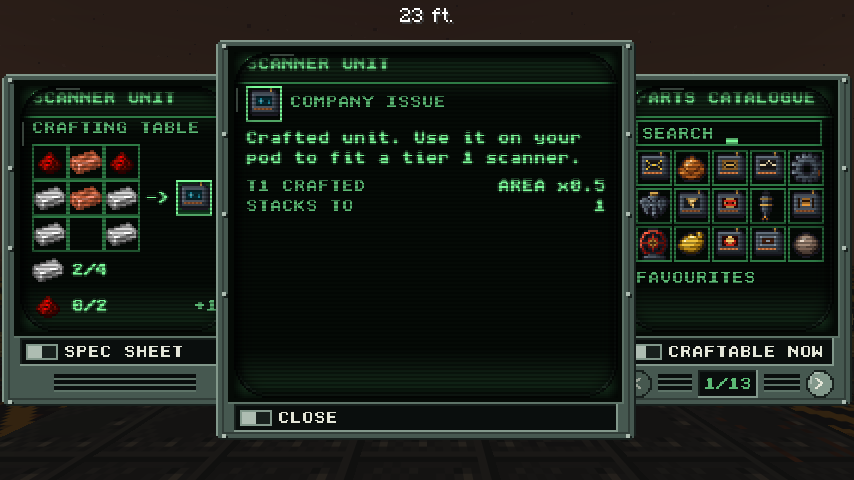 23 ft.
SCANNER UNIT
CRAFTING TABLE
2/4
0/2
+1
SPEC SHEET
SCANNER UNIT
COMPANY ISSUE
Crafted unit. Use it on your
pod to fit a tier 1 scanner.
T1 CRAFTED AREA x0.5
STACKS TO 1
CLOSE
PARTS CATALOGUE
SEARCH
FAVOURITES
CRAFTABLE NOW
1/13